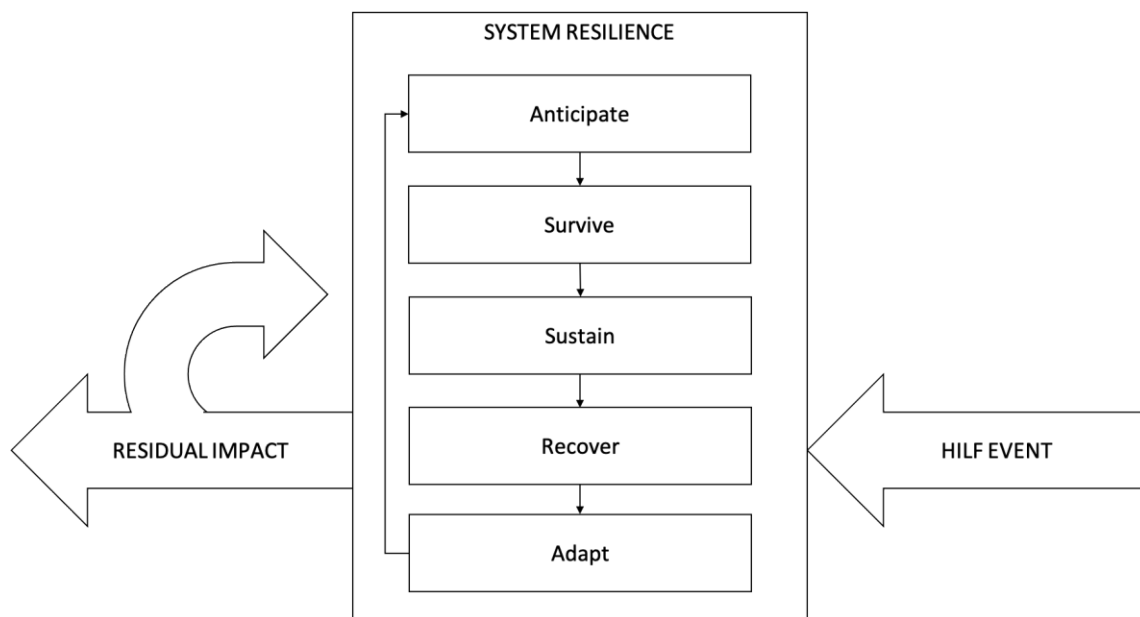 SYSTEM RESILIENCE
Anticipate
Survive
Sustain
Recover
Adapt
RESIDUAL IMPACT
HILF EVENT